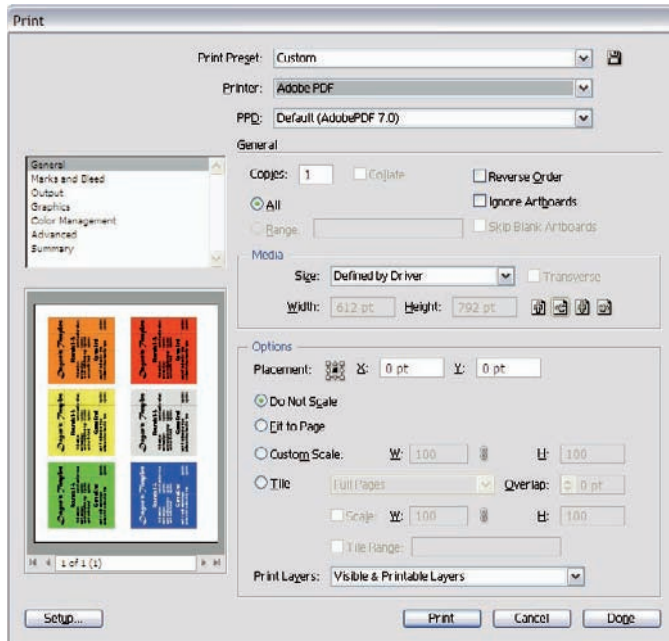 Print
Print Preset: Custom
Printer: Adobe PDF
PPD: Default (AdobePDF 7.0)
General
Marks and Bleed
Output
Graphics
Color Management
Advanced
Summary
1 of 1 (1)
General
Copies: 1 Collate Reverse Order
All Ignore Artboards
Range: Skip Blank Artboards
Media
Size: Defined by Driver Transverse
Width: 612 pt Height: 792 pt
Options
Placement: X: 0 pt Y: 0 pt
Do Not Scale
Fit to Page
Custom Scale: W: 100 H: 100
Tile Full Pages Overlap: 0 pt
Scale: W: 100 H: 100
Tile Range:
Print Layers: Visible & Printable Layers
Setup... Print Cancel Done